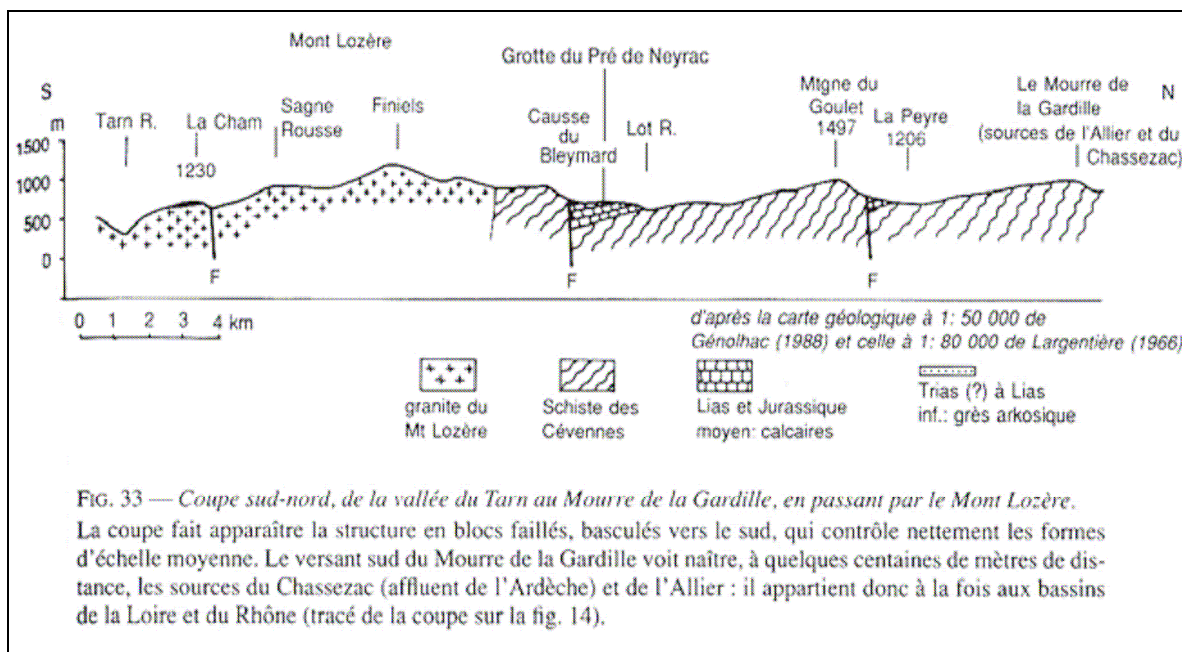 Mont Lozère
Grotte du Pré de Neyrac
S
m
Tarn R.
La Cham
1230
Sagne
Rousse
Finiels
Causse
du
Bleymard
Lot R.
Mtgne du
Goulet
1497
La Peyre
1206
Le Mourre de
la Gardille
(sources de l'Allier et du
Chassezac)
N
1500
1000
500
0
F
F
F
0 1 2 3 4 km
d'après la carte géologique à 1: 50 000 de
Génolhac (1988) et celle à 1: 80 000 de Largentière (1966)
granite du
Mt Lozère
Schiste des
Cévennes
Lias et Jurassique
moyen: calcaires
Trias (?) à Lias
inf.: grès arkosique
FIG. 33 — Coupe sud-nord, de la vallée du Tarn au Mourre de la Gardille, en passant par le Mont Lozère.
La coupe fait apparaître la structure en blocs faillés, basculés vers le sud, qui contrôle nettement les formes
d'échelle moyenne. Le versant sud du Mourre de la Gardille voit naître, à quelques centaines de mètres de dis-
tance, les sources du Chassezac (affluent de l'Ardèche) et de l'Allier : il appartient donc à la fois aux bassins
de la Loire et du Rhône (tracé de la coupe sur la fig. 14).